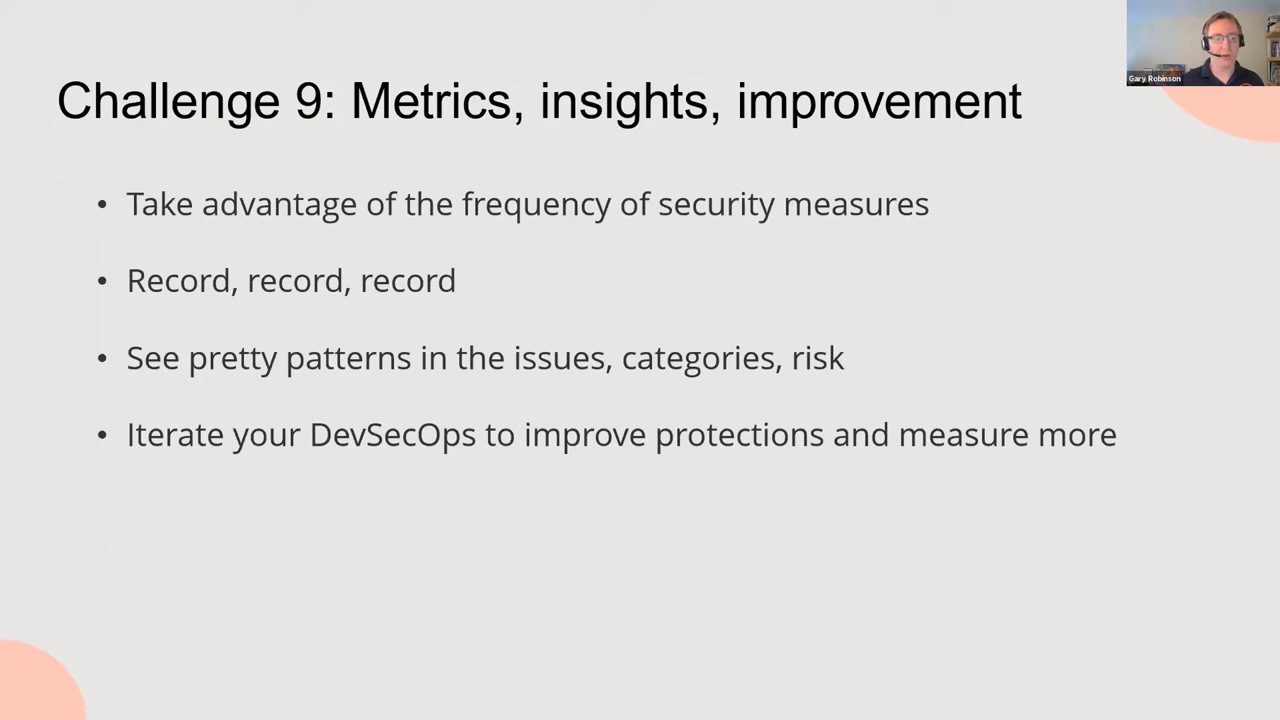 Gary Robinson
Challenge 9: Metrics, insights, improvement
• Take advantage of the frequency of security measures
• Record, record, record
• See pretty patterns in the issues, categories, risk
• Iterate your DevSecOps to improve protections and measure more